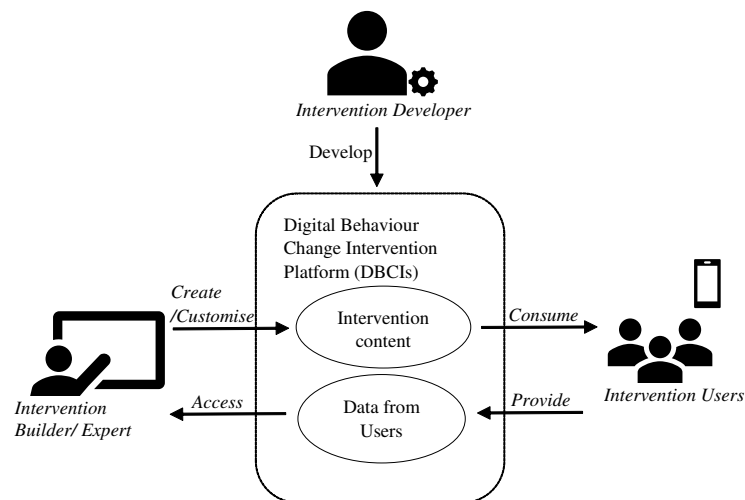 Intervention Developer
Develop
Digital Behaviour
Change Intervention
Platform (DBCIs)
Create
/Customise
Intervention
content
Consume
Intervention Users
Intervention
Builder/ Expert
Access
Data from
Users
Provide